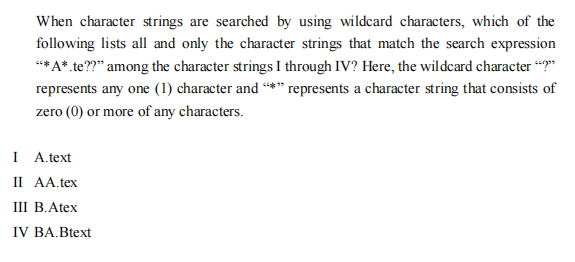 When character strings are searched by using wildcard characters, which of the
following lists all and only the character strings that match the search expression
“*A*.te??” among the character strings I through IV? Here, the wildcard character “?”
represents any one (1) character and “*” represents a character string that consists of
zero (0) or more of any characters.
I A.text
II AA.tex
III B.Atex
IV BA.Btext